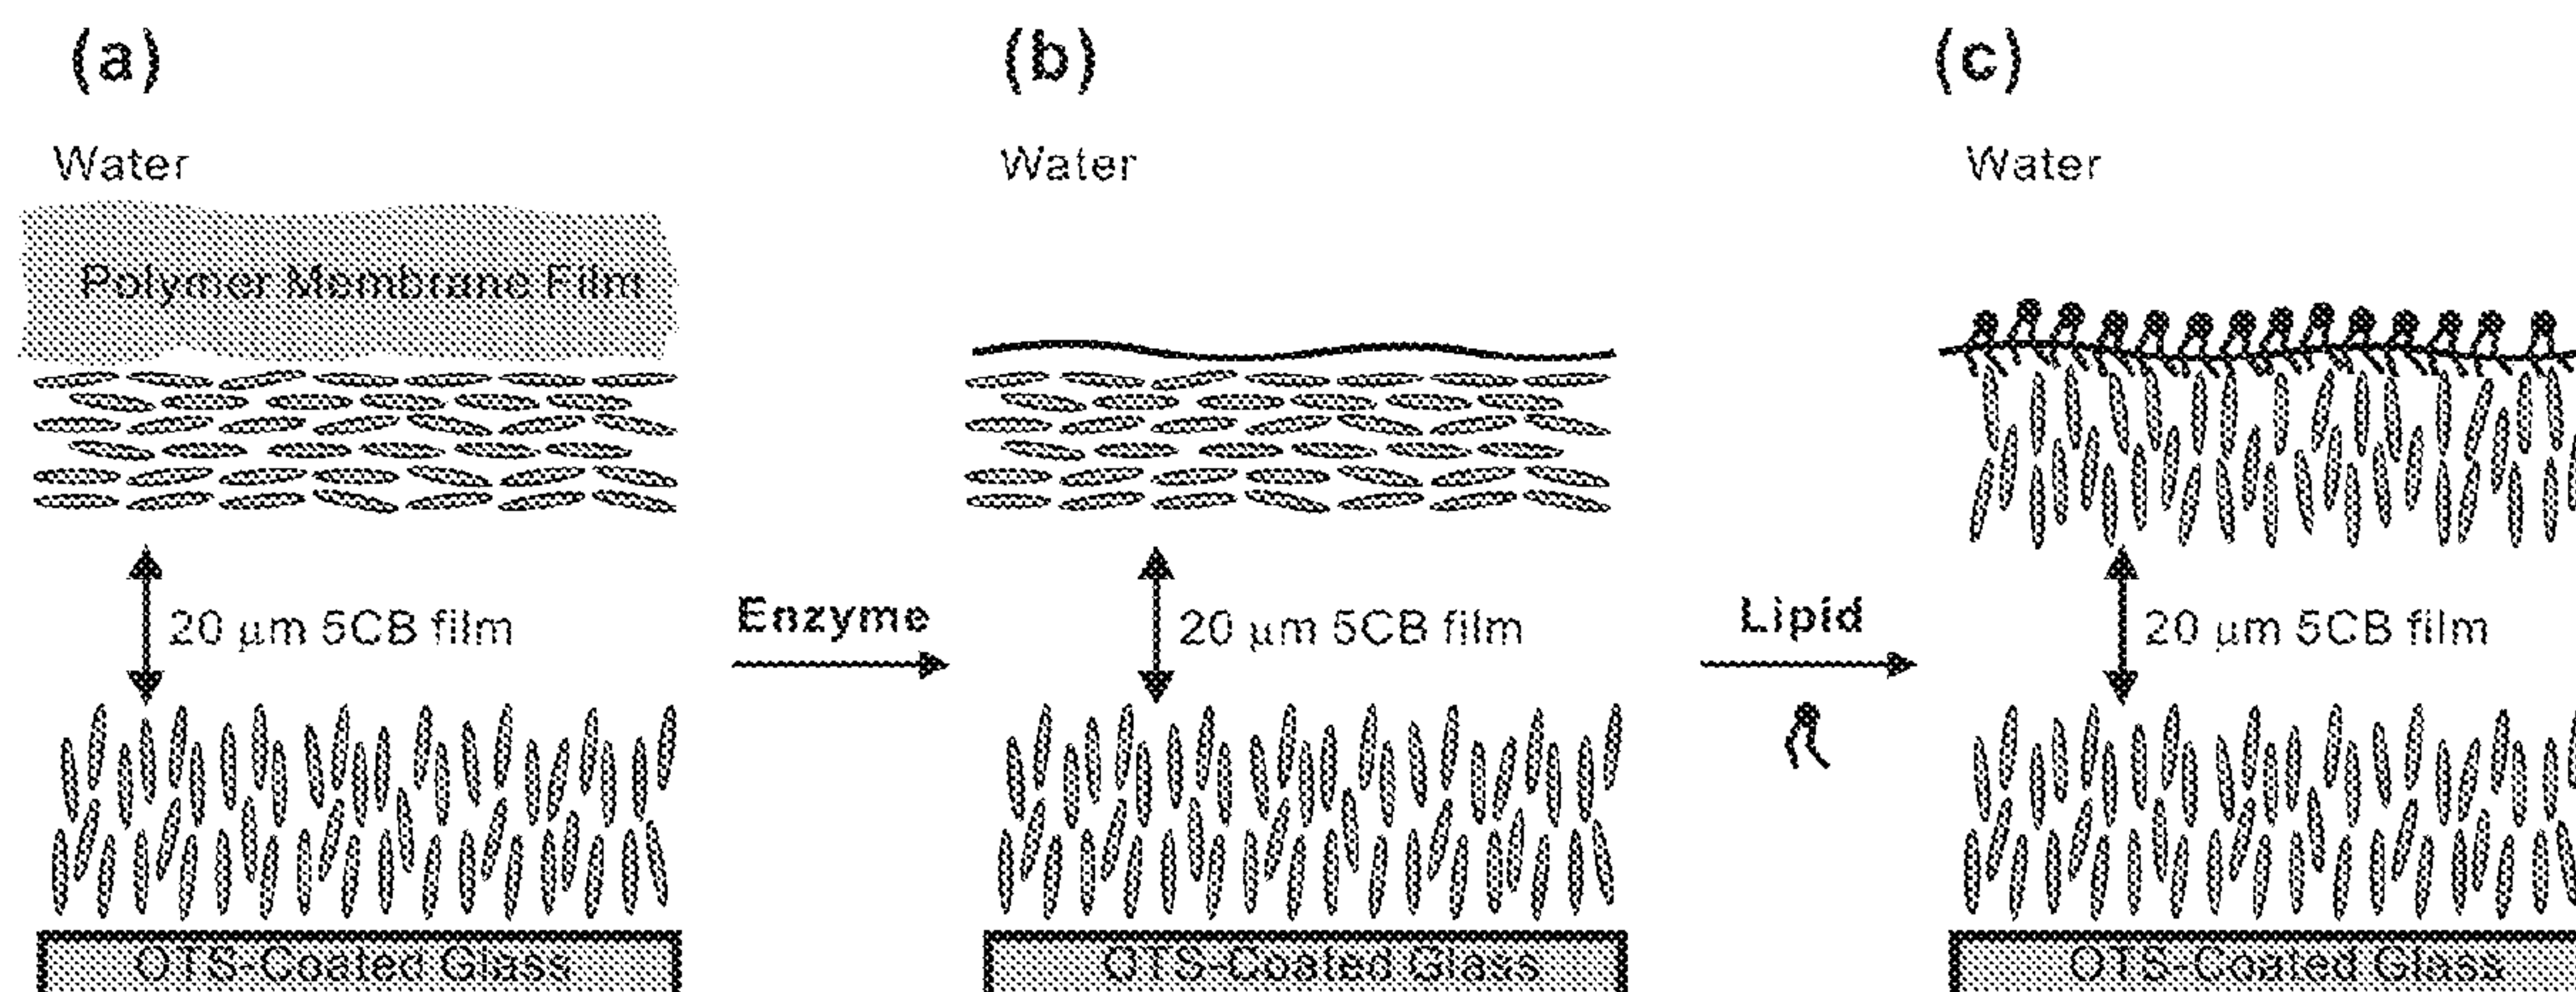 (a)
(b)
(c)
Water
Water
Water
Polymer Membrane Film
20 μm 5CB film
Enzyme
20 μm 5CB film
Lipid
20 μm 5CB film
OTS-Coated Glass
OTS-Coated Glass
OTS-Coated Glass